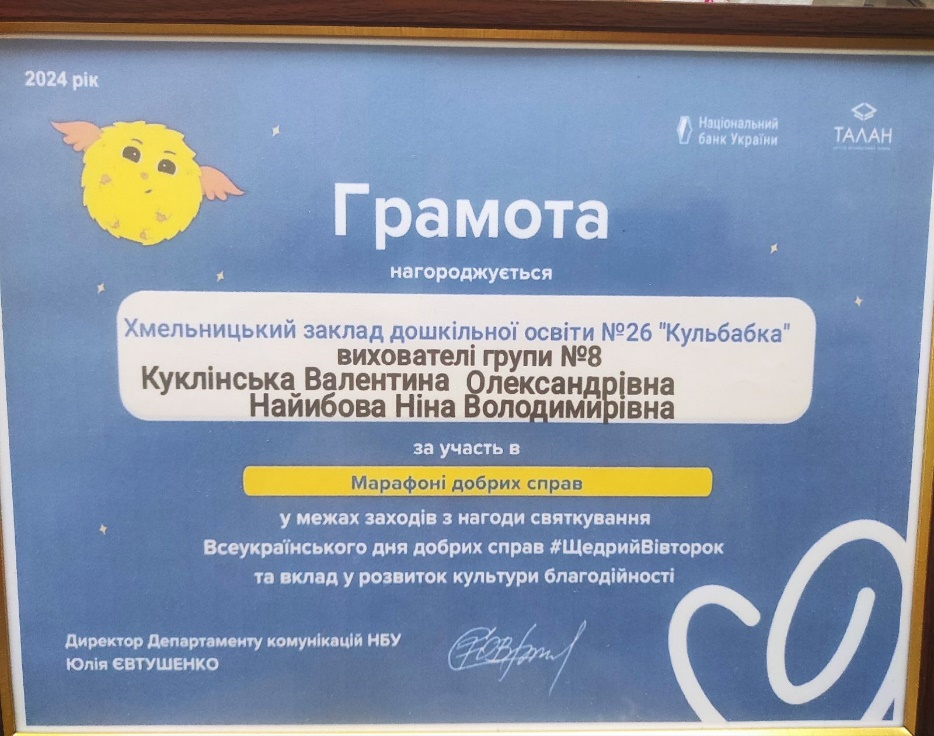 2024 рік
Національний
банк України
ТАЛАН
Грамота
нагороджується
Хмельницький заклад дошкільної освіти №26 "Кульбабка"
вихователі групи №8
Куклінська Валентина Олександрівна
Найибова Ніна Володимирівна
за участь в
Марафоні добрих справ
у межах заходів з нагоди святкування
Всеукраїнського дня добрих справ #ЩедрийВівторок
та вклад у розвиток культури благодійності
Директор Департаменту комунікацій НБУ
Юлія ЄВТУШЕНКО